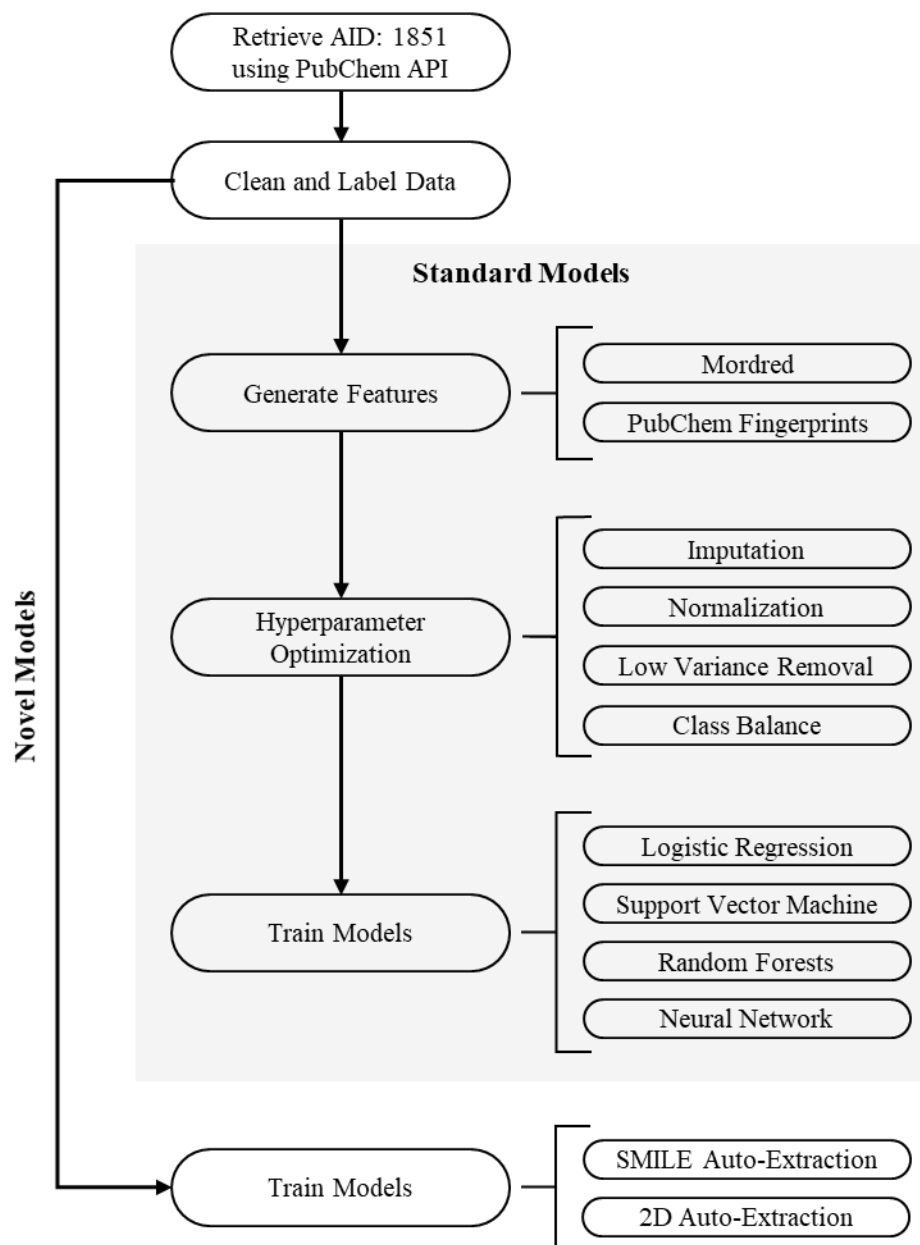 Retrieve AID: 1851
using PubChem API
Clean and Label Data
Standard Models
Generate Features
Mordred
PubChem Fingerprints
Hyperparameter
Optimization
Imputation
Normalization
Low Variance Removal
Class Balance
Novel Models
Train Models
Logistic Regression
Support Vector Machine
Random Forests
Neural Network
Train Models
SMILE Auto-Extraction
2D Auto-Extraction